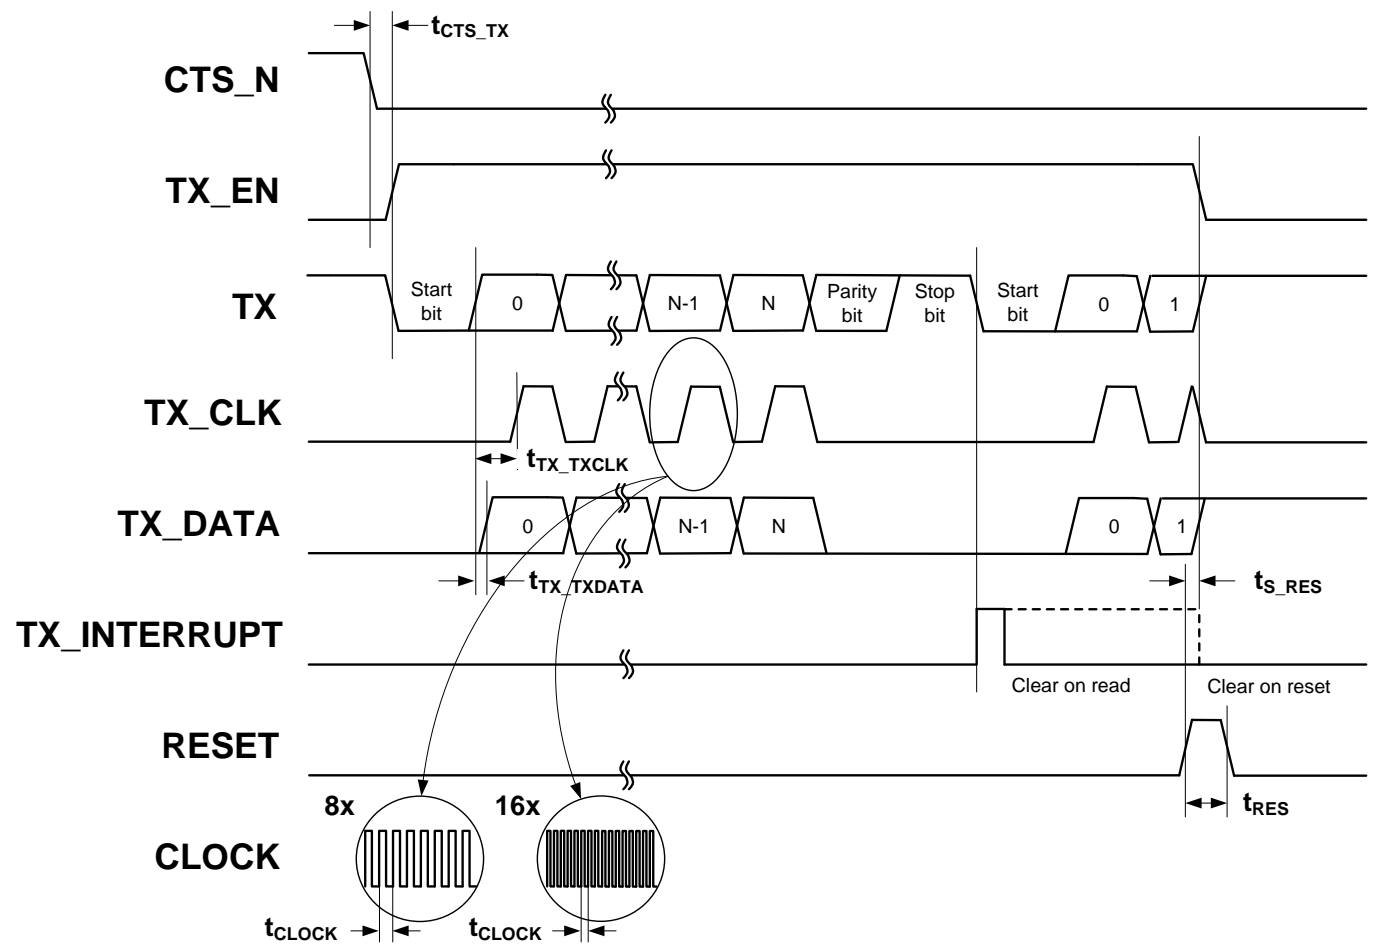 tCTS_TX
CTS_N
TX_EN
TX
Start bit
0
N-1
N
Parity bit
Stop bit
Start bit
0
1
TX_CLK
tTX_TXCLK
TX_DATA
0
N-1
N
0
1
tTX_TXDATA
tS_RES
TX_INTERRUPT
Clear on read
Clear on reset
RESET
8x
16x
tRES
CLOCK
tCLOCK
tCLOCK